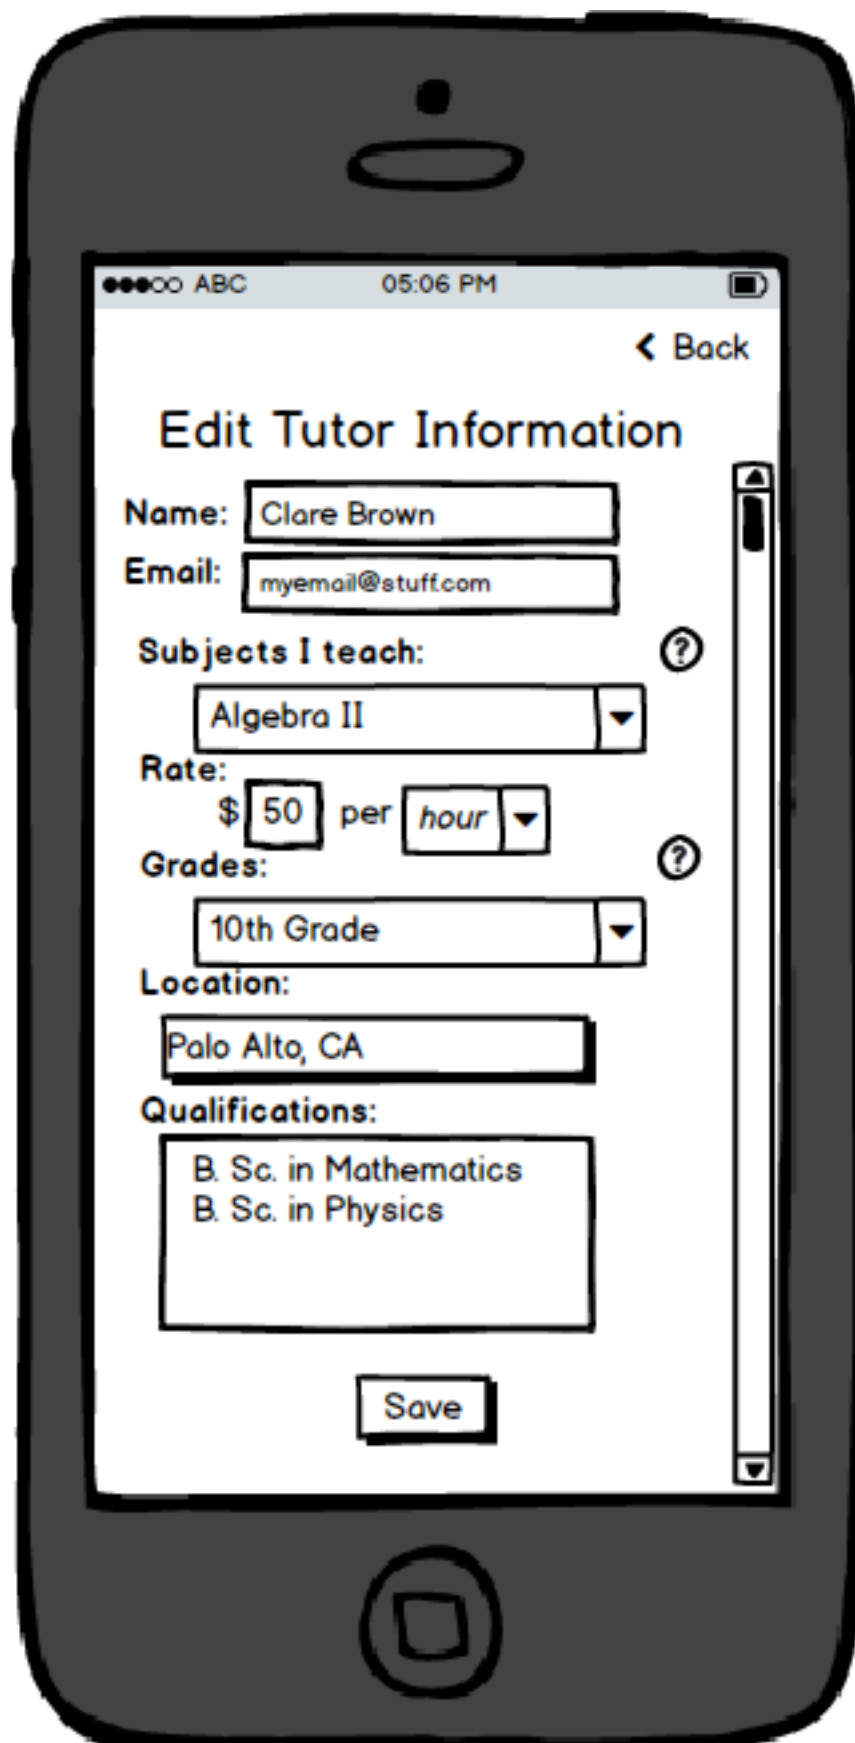 ABC 05:06 PM
< Back
Edit Tutor Information
Name: Clare Brown
Email: myemail@stuff.com
Subjects I teach: ?
Algebra II
Rate:
$ 50 per hour
Grades: ?
10th Grade
Location:
Palo Alto, CA
Qualifications:
B. Sc. in Mathematics
B. Sc. in Physics
Save